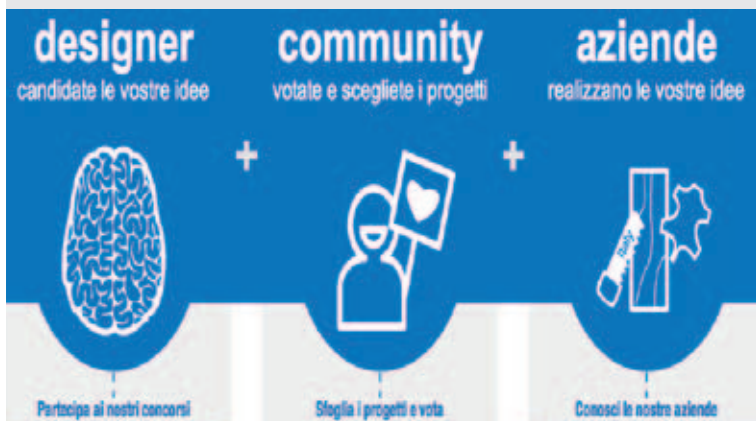 designer
candidate le vostre idee
+
community
votate e scegliete i progetti
+
aziende
realizzano le vostre idee
Italy
Partecipa ai nostri concorsi
Sfoglia i progetti e vota
Conosci le nostre aziende